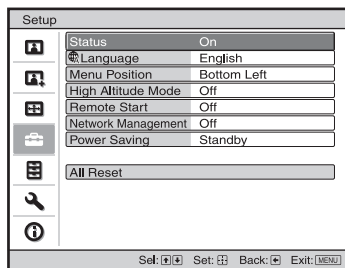 Setup
Status On
Language English
Menu Position Bottom Left
High Altitude Mode Off
Remote Start Off
Network Management Off
Power Saving Standby
All Reset
Sel: Set: Back: Exit: MENU